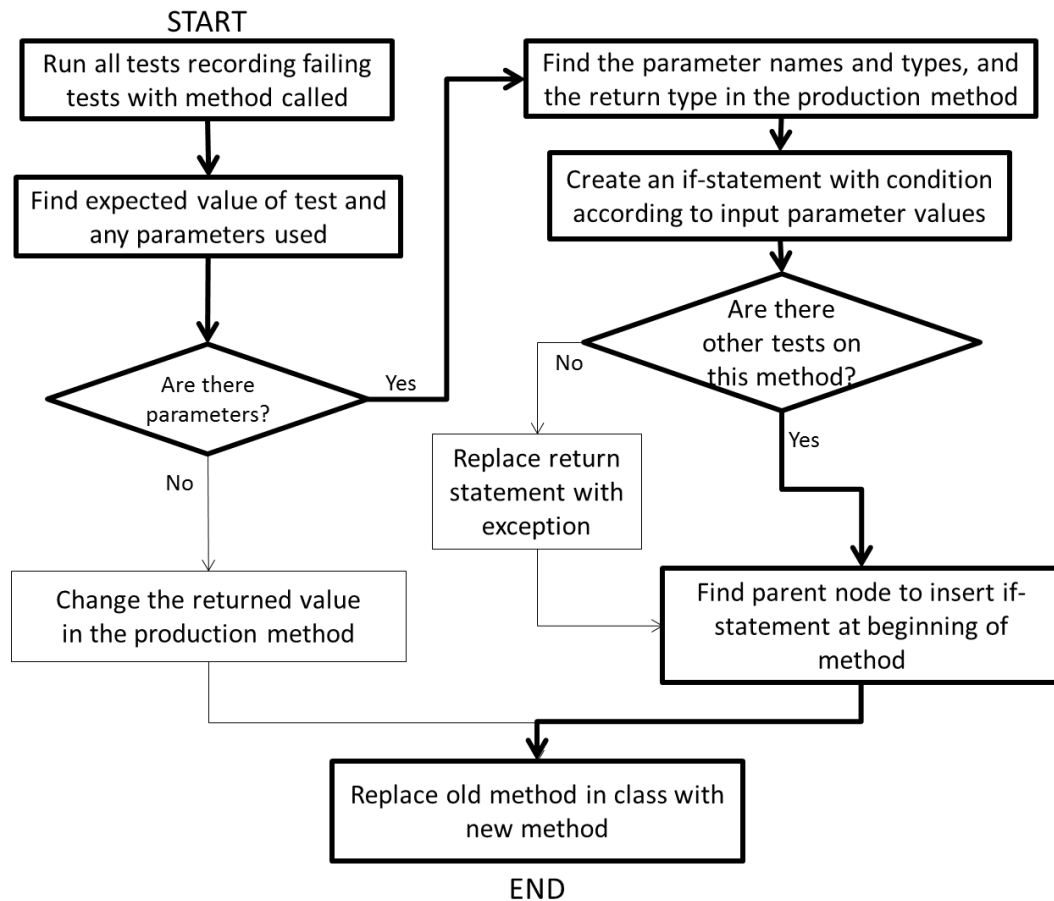 START
Run all tests recording failing
tests with method called
Find expected value of test and
any parameters used
Are there
parameters?
Yes
No
Change the returned value
in the production method
Find the parameter names and types, and
the return type in the production method
Create an if-statement with condition
according to input parameter values
Are there
other tests on
this method?
No
Yes
Replace return
statement with
exception
Find parent node to insert if-
statement at beginning of
method
Replace old method in class with
new method
END